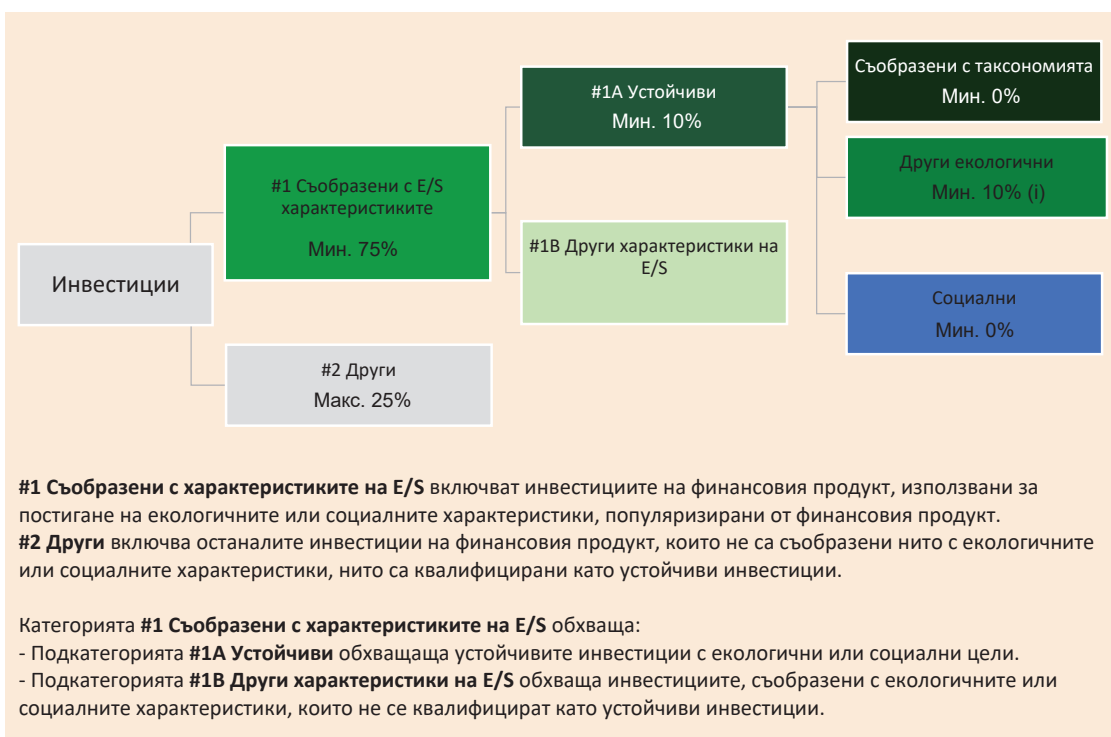 Съобразени с таксономията
Мин. 0%
#1A Устойчиви
Мин. 10%
Други екологични
Мин. 10% (i)
#1 Съобразени с E/S
характеристиките
Мин. 75%
#1B Други характеристики на
E/S
Инвестиции
Социални
Мин. 0%
#2 Други
Макс. 25%
#1 Съобразени с характеристиките на E/S включват инвестициите на финансовия продукт, използвани за
постигане на екологичните или социалните характеристики, популяризирани от финансовия продукт.
#2 Други включва останалите инвестиции на финансовия продукт, които не са съобразени нито с екологичните
или социалните характеристики, нито са квалифицирани като устойчиви инвестиции.
Категорията #1 Съобразени с характеристиките на E/S обхваща:
- Подкатегорията #1A Устойчиви обхващаща устойчивите инвестиции с екологични или социални цели.
- Подкатегорията #1B Други характеристики на E/S обхваща инвестициите, съобразени с екологичните или
социалните характеристики, които не се квалифицират като устойчиви инвестиции.